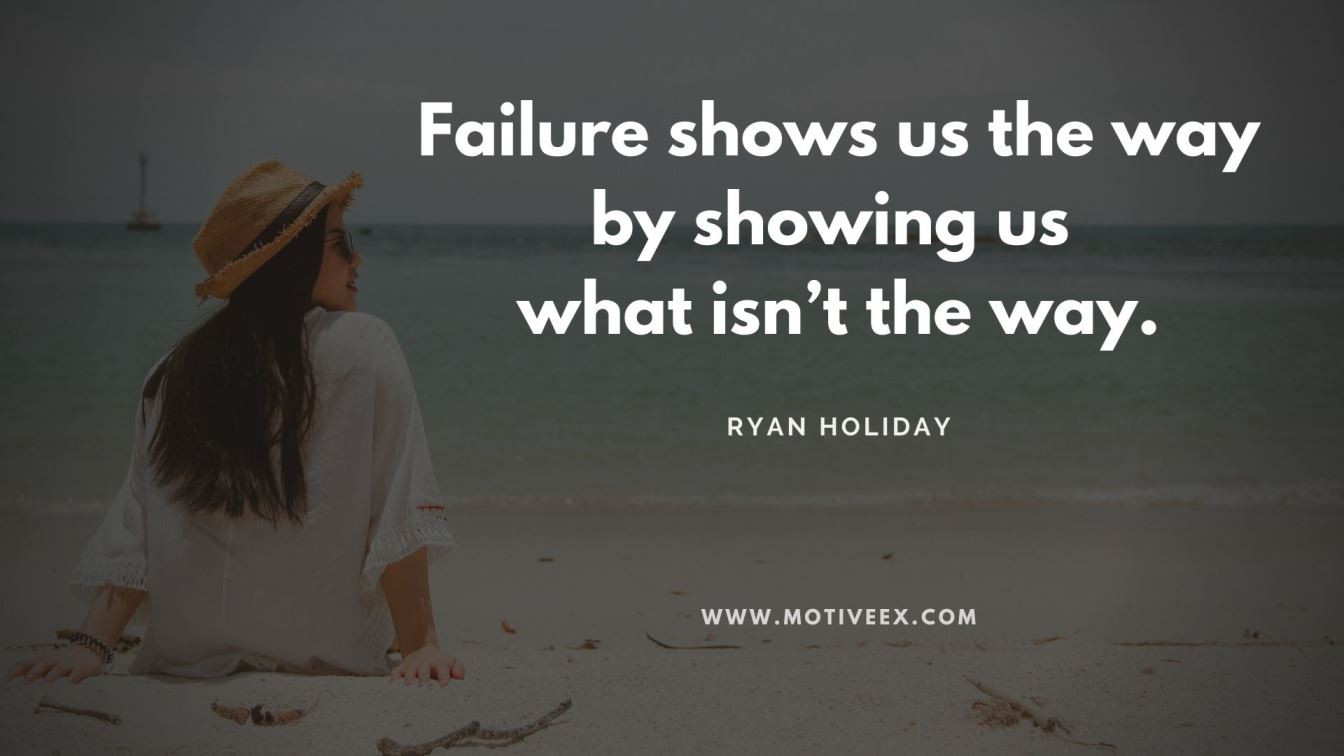 Failure shows us the way
by showing us
what isn’t the way.
RYAN HOLIDAY
WWW.MOTIVEEX.COM